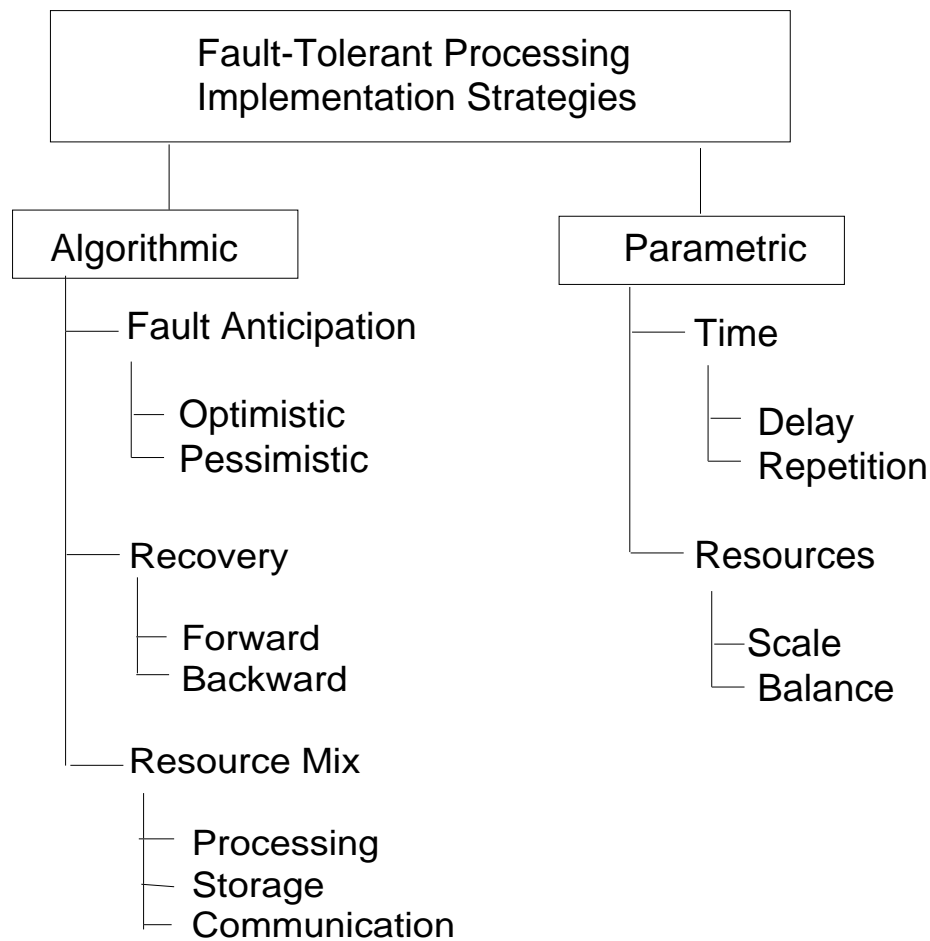 Fault-Tolerant Processing
Implementation Strategies
Algorithmic
Fault Anticipation
Optimistic
Pessimistic
Recovery
Forward
Backward
Resource Mix
Processing
Storage
Communication
Parametric
Time
Delay
Repetition
Resources
Scale
Balance